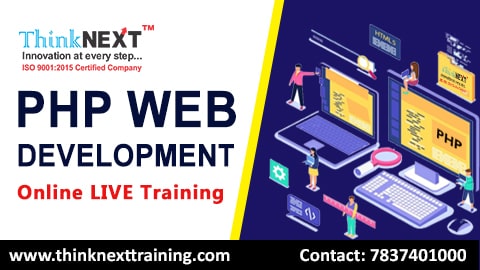 ThinkNEXT™
Innovation at every step...
ISO 9001:2015 Certified Company
PHP WEB
DEVELOPMENT
Online LIVE Training
HTML5
ThinkNEXT
PHP
www.thinknexttraining.com
Contact: 7837401000